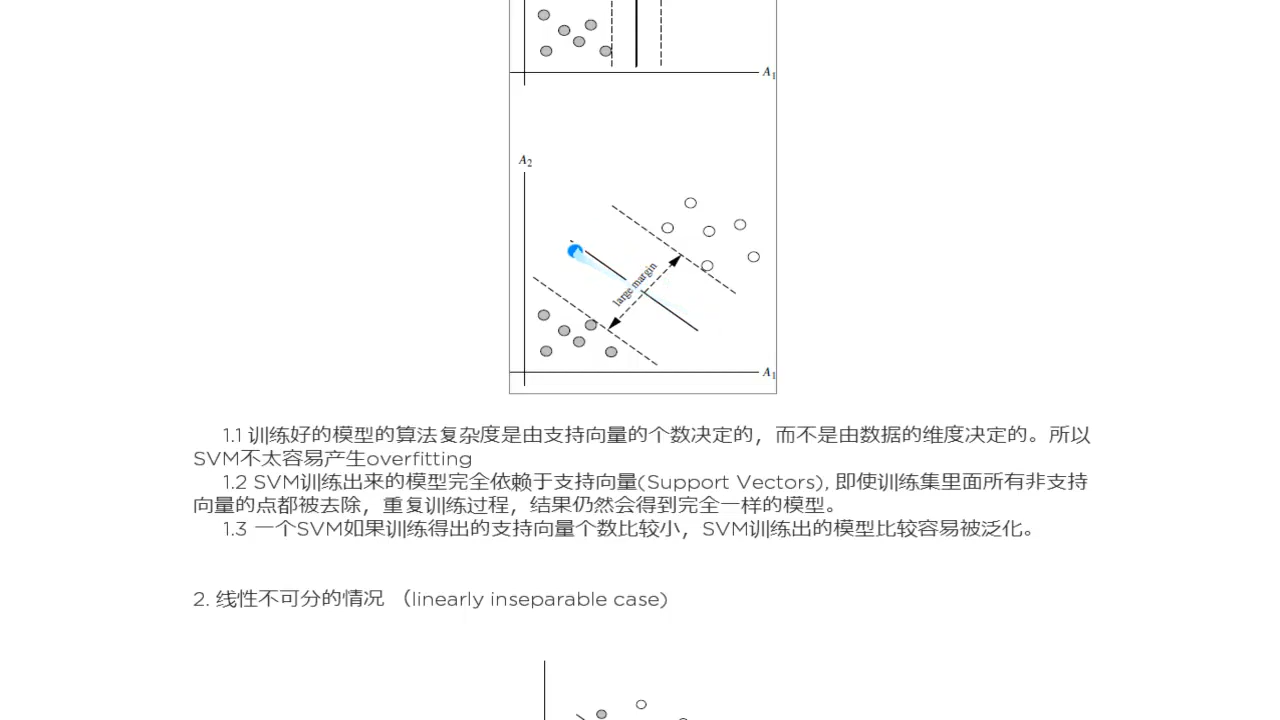 A₁
A₂
large margin
A₁
1.1 训练好的模型的算法复杂度是由支持向量的个数决定的，而不是由数据的维度决定的。所以
SVM不太容易产生overfitting
1.2 SVM训练出来的模型完全依赖于支持向量(Support Vectors), 即使训练集里面所有非支持
向量的点都被去除，重复训练过程，结果仍然会得到完全一样的模型。
1.3 一个SVM如果训练得出的支持向量个数比较小，SVM训练出的模型比较容易被泛化。
2. 线性不可分的情况 （linearly inseparable case)